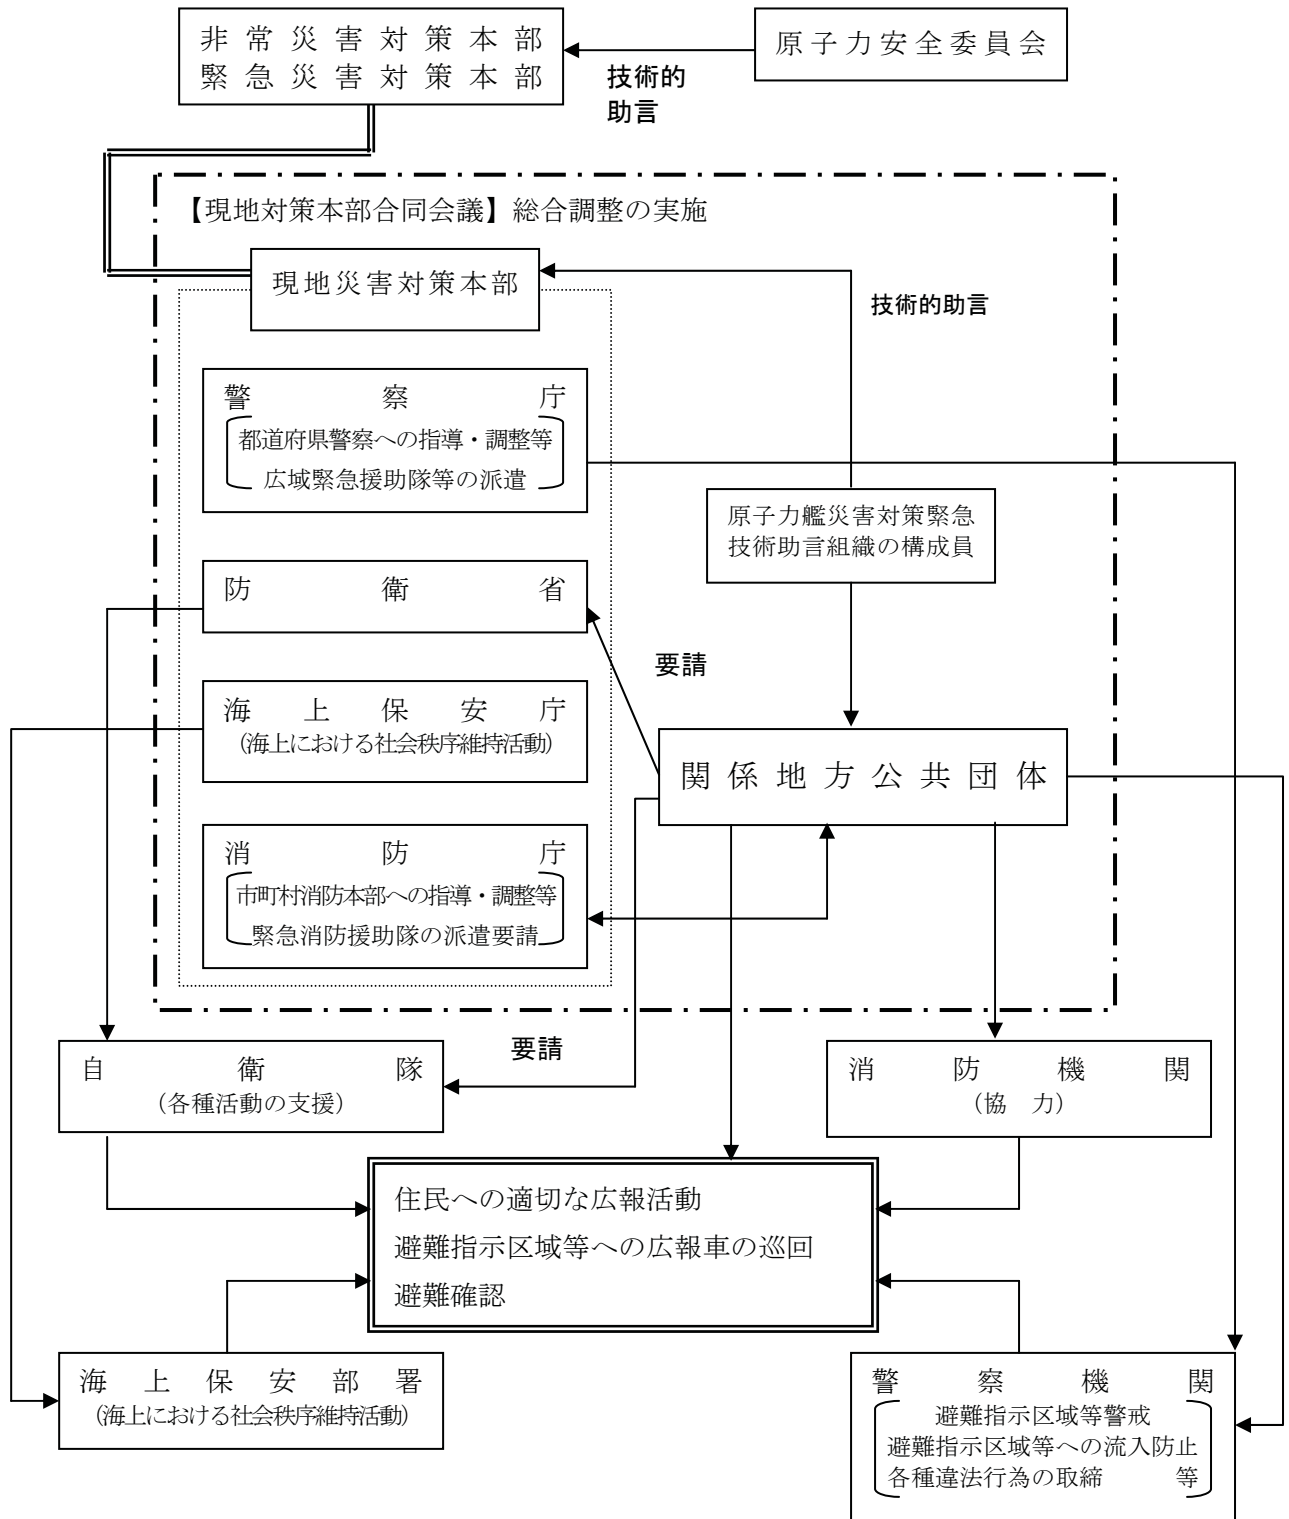 非常災害対策本部
緊急災害対策本部
原子力安全委員会
技術的
助言
【現地対策本部合同会議】総合調整の実施
現地災害対策本部
技術的助言
警察庁
都道府県警察への指導・調整等
広域緊急援助隊等の派遣
原子力艦災害対策緊急
技術助言組織の構成員
防衛省
要請
海上保安庁
(海上における社会秩序維持活動)
関係地方公共団体
消防庁
市町村消防本部への指導・調整等
緊急消防援助隊の派遣要請
自衛隊
(各種活動の支援)
要請
消防機関
(協 力)
住民への適切な広報活動
避難指示区域等への広報車の巡回
避難確認
海上保安部署
(海上における社会秩序維持活動)
警察機関
避難指示区域等警戒
避難指示区域等への流入防止
各種違法行為の取締 等